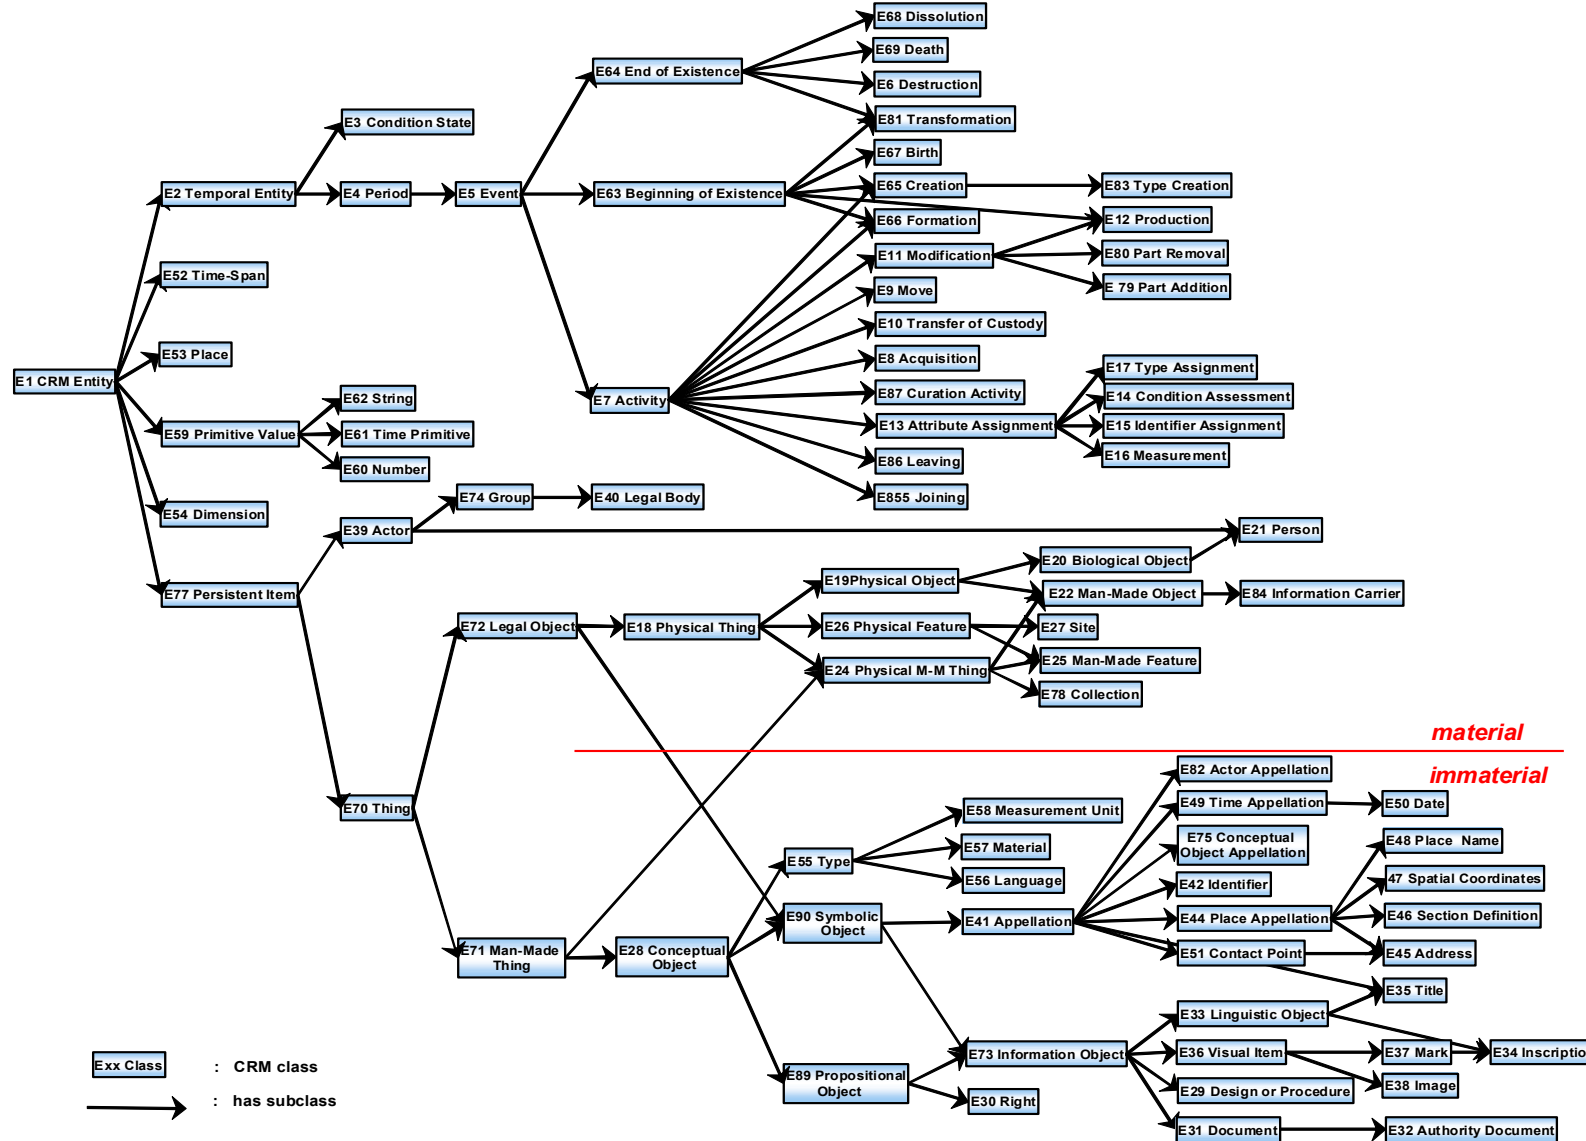 E68 Dissolution
E69 Death
E64 End of Existence
E6 Destruction
E3 Condition State
E81 Transformation
E67 Birth
E2 Temporal Entity
E4 Period
E5 Event
E63 Beginning of Existence
E65 Creation
E83 Type Creation
E66 Formation
E12 Production
E11 Modification
E80 Part Removal
E52 Time-Span
E9 Move
E 79 Part Addition
E10 Transfer of Custody
E53 Place
E8 Acquisition
E17 Type Assignment
E1 CRM Entity
E62 String
E7 Activity
E87 Curation Activity
E14 Condition Assessment
E59 Primitive Value
E61 Time Primitive
E13 Attribute Assignment
E15 Identifier Assignment
E60 Number
E86 Leaving
E16 Measurement
E74 Group
E40 Legal Body
E855 Joining
E54 Dimension
E39 Actor
E21 Person
E20 Biological Object
E77 Persistent Item
E19Physical Object
E22 Man-Made Object
E84 Information Carrier
E72 Legal Object
E18 Physical Thing
E26 Physical Feature
E27 Site
E24 Physical M-M Thing
E25 Man-Made Feature
E78 Collection
material
immaterial
E82 Actor Appellation
E70 Thing
E58 Measurement Unit
E49 Time Appellation
E50 Date
E55 Type
E57 Material
E75 Conceptual
Object Appellation
E48 Place Name
E56 Language
E42 Identifier
47 Spatial Coordinates
E90 Symbolic
Object
E41 Appellation
E44 Place Appellation
E46 Section Definition
E71 Man-Made
Thing
E28 Conceptual
Object
E51 Contact Point
E45 Address
E35 Title
E33 Linguistic Object
E73 Information Object
E36 Visual Item
E37 Mark
E34 Inscriptio
E89 Propositional
Object
E29 Design or Procedure
E38 Image
E30 Right
E31 Document
E32 Authority Document
Exx Class
: CRM class
: has subclass